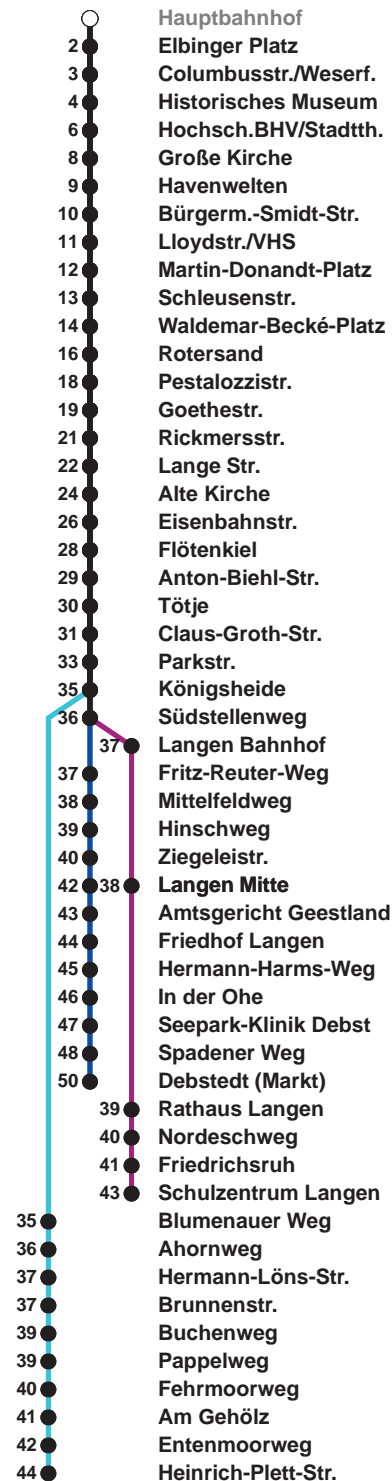 Hauptbahnhof
2 Elbinger Platz
3 Columbusstr./Weserf.
4 Historisches Museum
6 Hochsch.BHV/Stadtth.
8 Große Kirche
9 Havenwelten
10 Bürgerm.-Smidt-Str.
11 Lloydstr./VHS
12 Martin-Donandt-Platz
13 Schleusenstr.
14 Waldemar-Becké-Platz
16 Rotersand
18 Pestalozzistr.
19 Goethestr.
21 Rickmersstr.
22 Lange Str.
24 Alte Kirche
26 Eisenbahnstr.
28 Flötenkiel
29 Anton-Biehl-Str.
30 Tötje
31 Claus-Groth-Str.
33 Parkstr.
35 Königsheide
36 Südstellenweg
37 Langen Bahnhof
37 Fritz-Reuter-Weg
38 Mittelfeldweg
39 Hinschweg
40 Ziegeleistr.
42 38 Langen Mitte
43 Amtsgericht Geestland
44 Friedhof Langen
45 Hermann-Harms-Weg
46 In der Ohe
47 Seepark-Klinik Debst
48 Spadener Weg
50 Debstedt (Markt)
39 Rathaus Langen
40 Nordeschweg
41 Friedrichsruh
43 Schulzentrum Langen
35 Blumenauer Weg
36 Ahornweg
37 Hermann-Löns-Str.
37 Brunnenstr.
39 Buchenweg
39 Pappelweg
40 Fehrmoorweg
41 Am Gehölz
42 Entenmoorweg
44 Heinrich-Plett-Str.